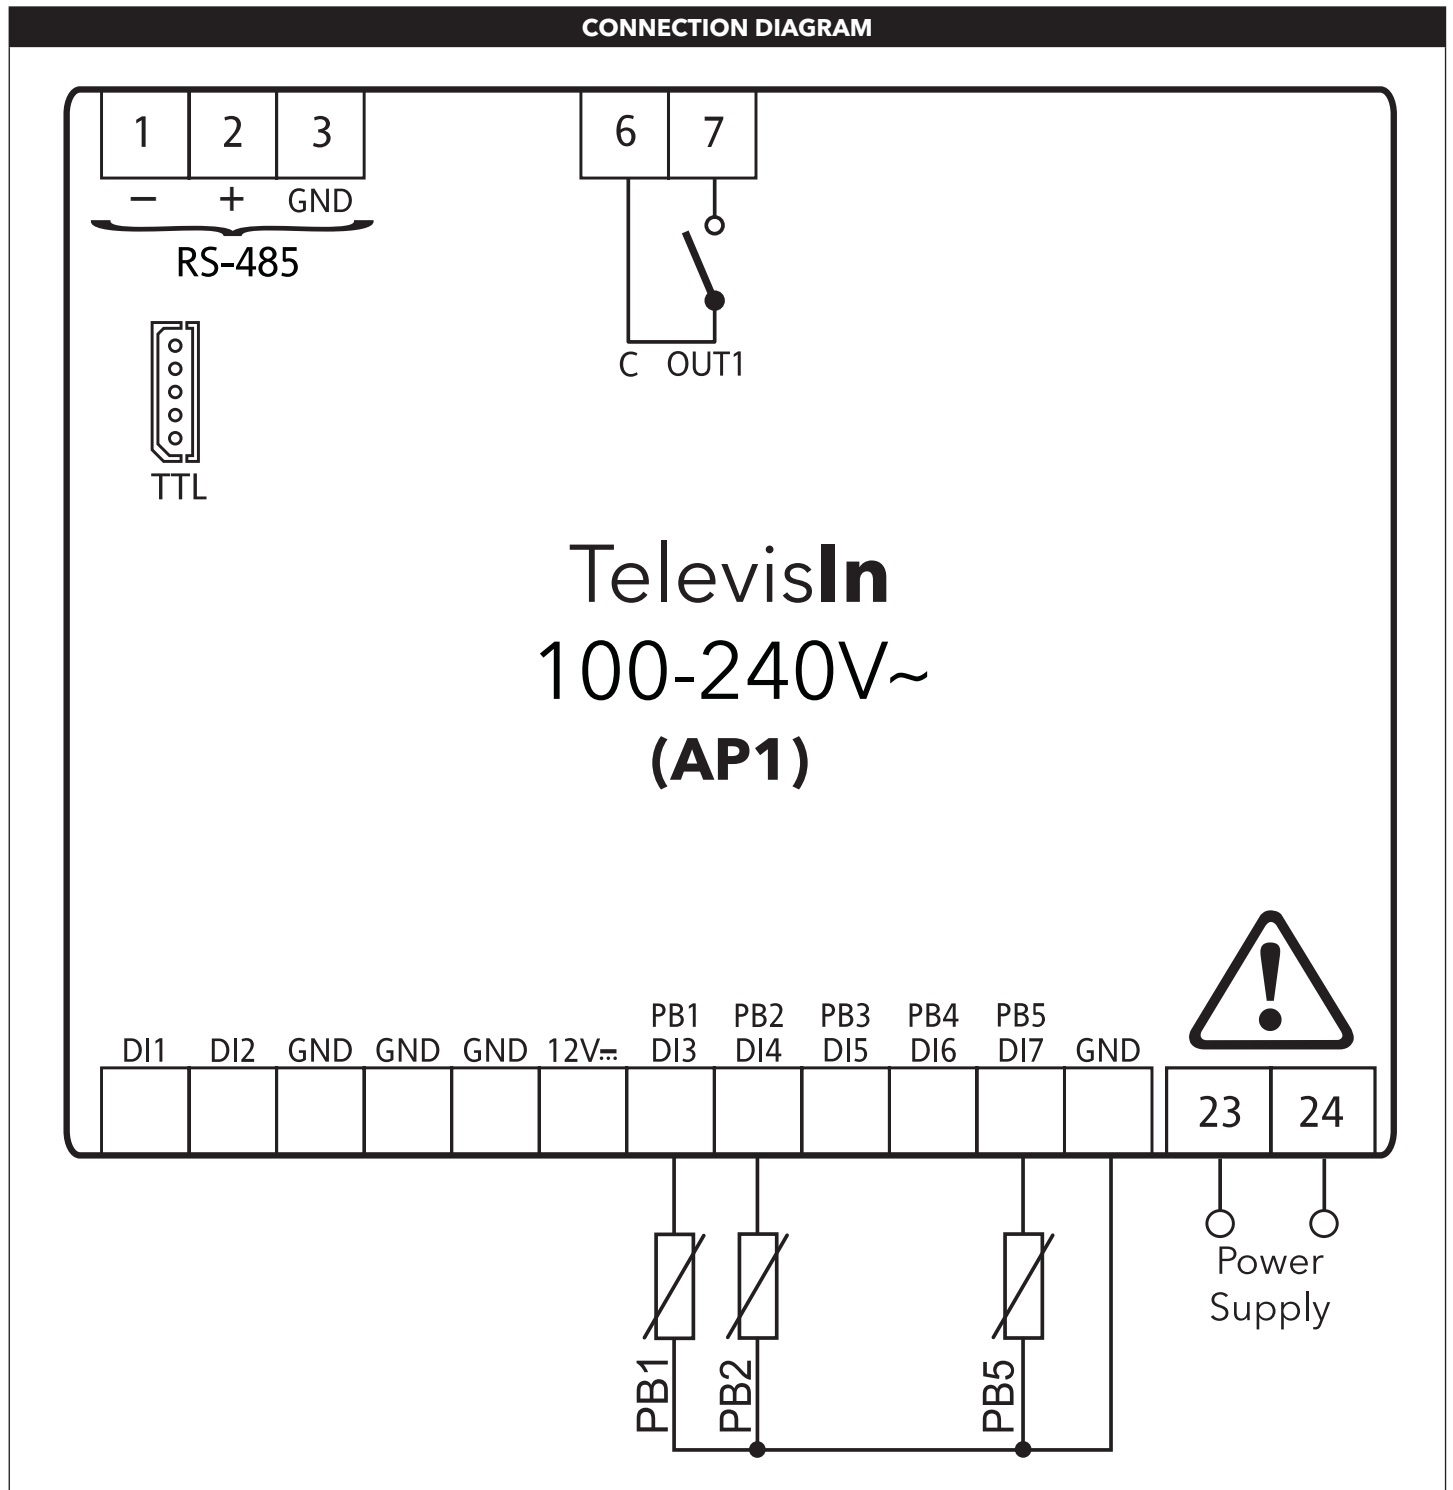 CONNECTION DIAGRAM
1 2 3
− + GND
RS-485
6 7
C OUT1
TTL
TelevisIn
100-240V~
(AP1)
PB1 PB2 PB3 PB4 PB5
DI1 DI2 GND GND GND 12V⎓ DI3 DI4 DI5 DI6 DI7 GND
!
23 24
Power
Supply
PB1
PB2
PB5